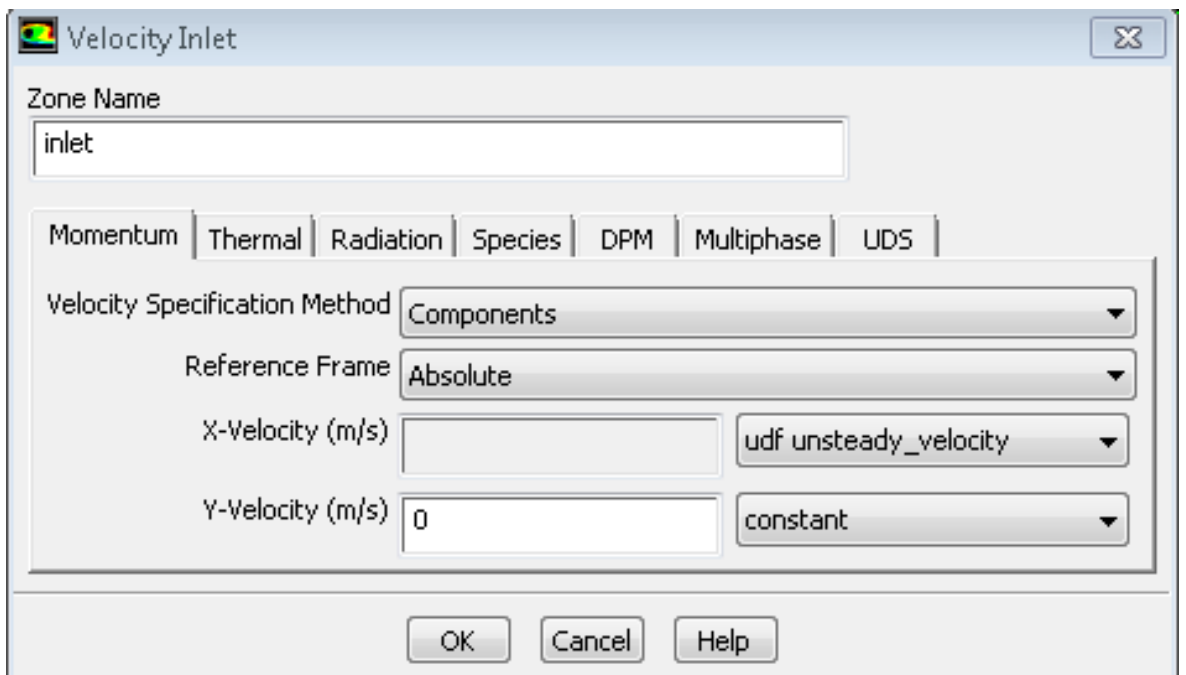 Velocity Inlet
Zone Name
inlet
Momentum Thermal Radiation Species DPM Multiphase UDS
Velocity Specification Method Components
Reference Frame Absolute
X-Velocity (m/s) udf unsteady_velocity
Y-Velocity (m/s) 0 constant
OK Cancel Help